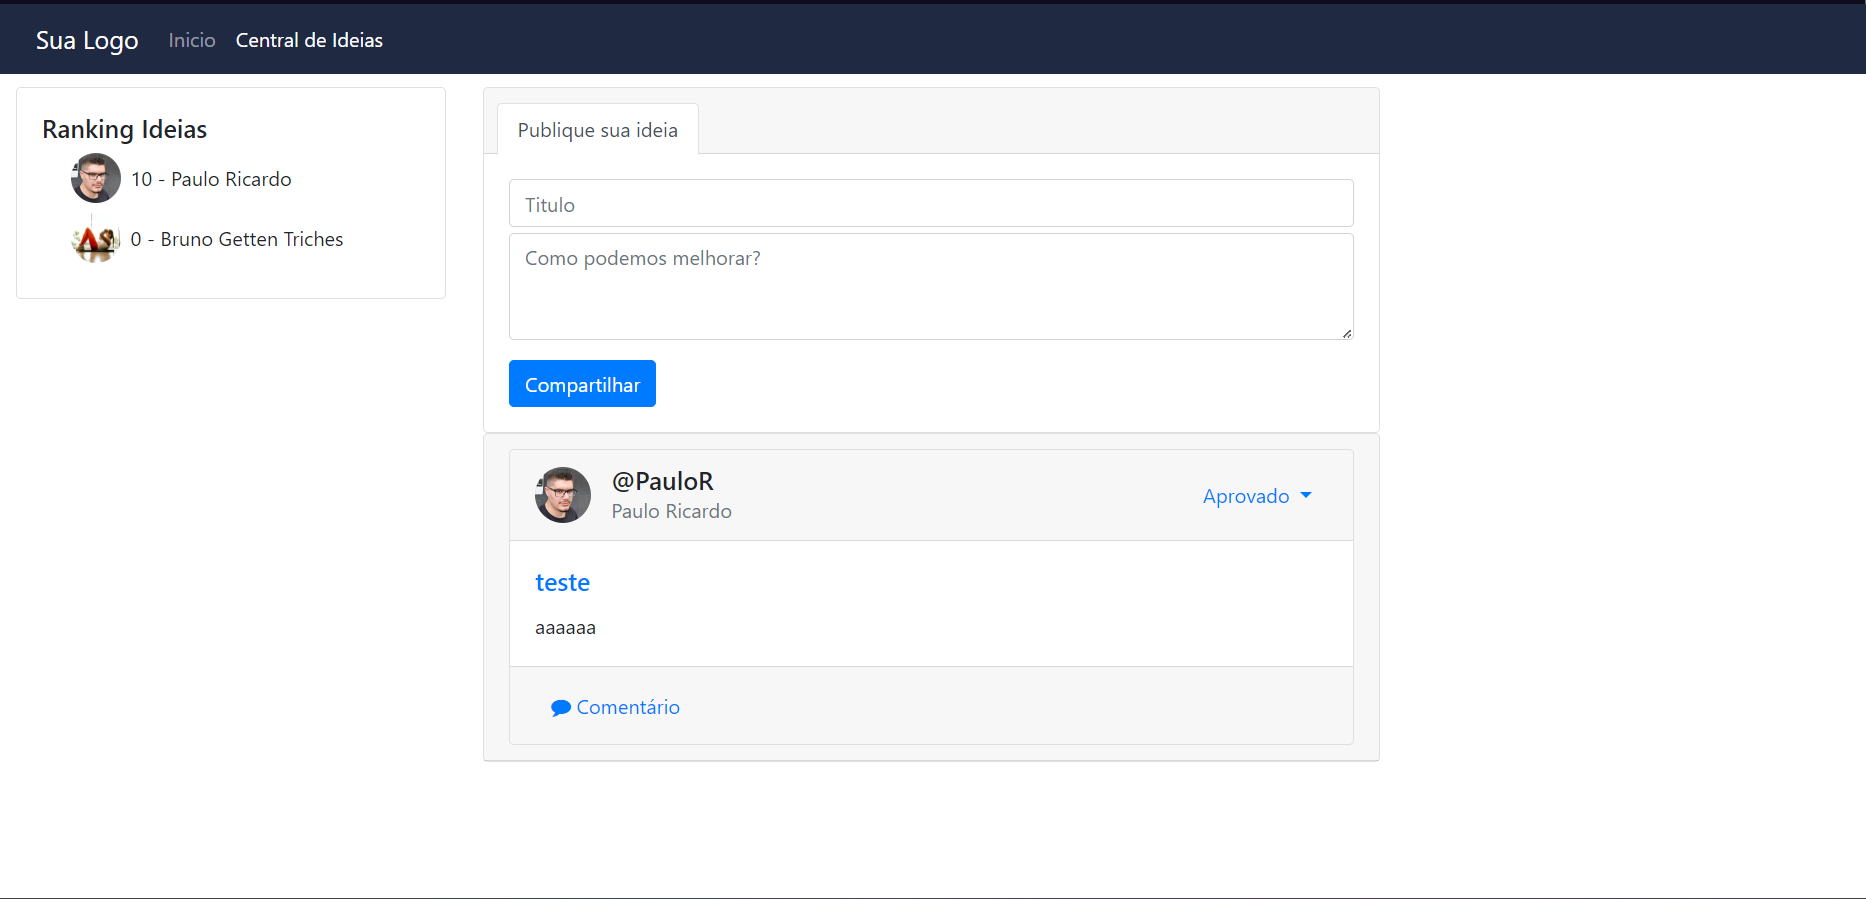 Sua Logo Inicio Central de Ideias
Ranking Ideias
10 - Paulo Ricardo
0 - Bruno Getten Triches
Publique sua ideia
Titulo
Como podemos melhorar?
Compartilhar
@PauloR
Paulo Ricardo
Aprovado
teste
aaaaaa
Comentário